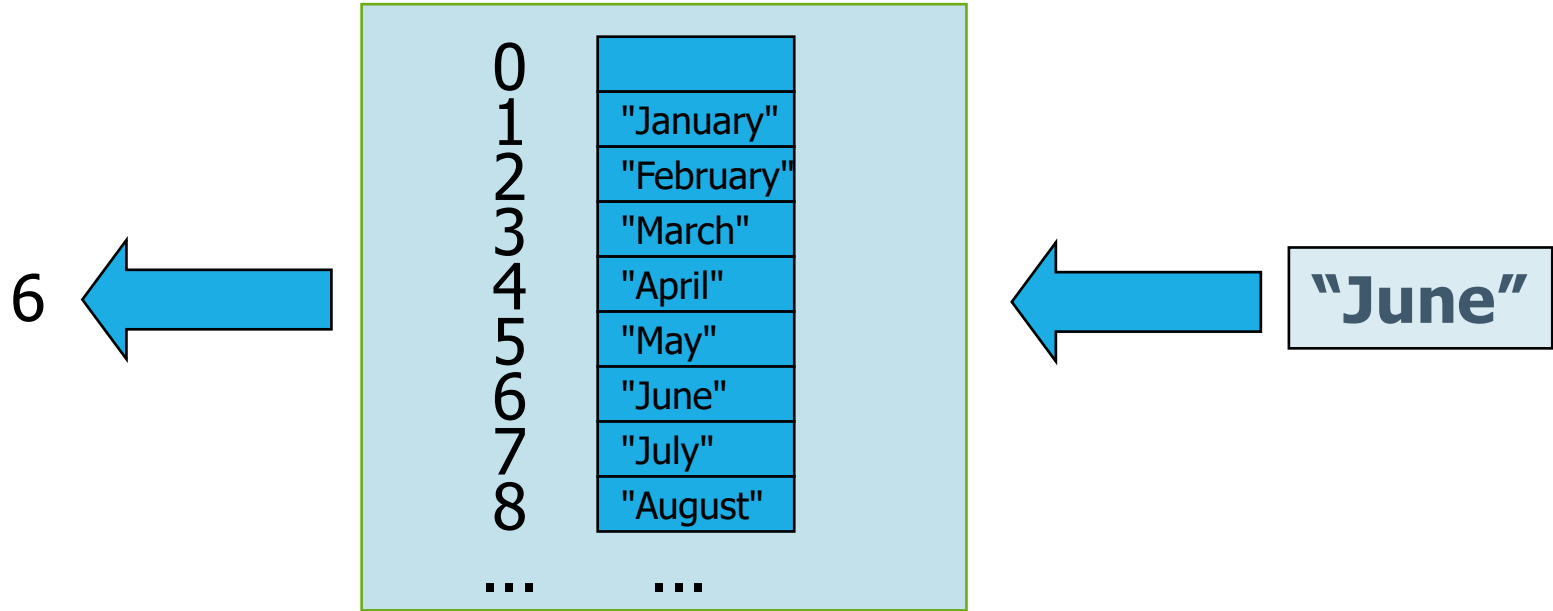 0
1 "January"
2 "February"
3 "March"
4 "April"
5 "May"
6 "June"
7 "July"
8 "August"
... ...
6
“June”